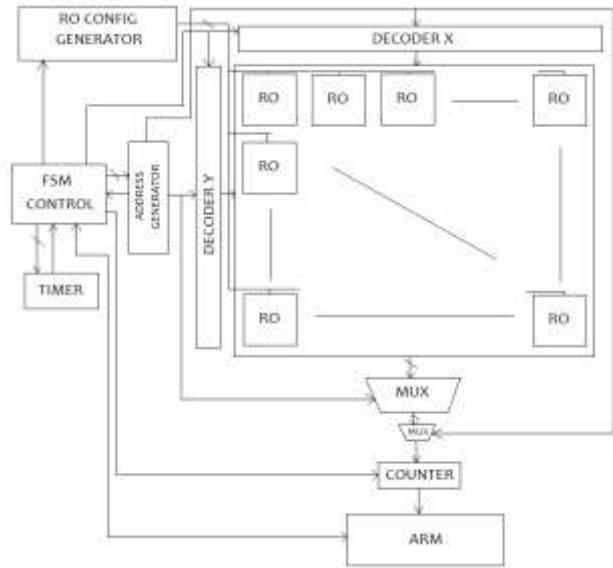 RO CONFIG
GENERATOR
DECODER X
RO
RO
RO
RO
RO
FSM
CONTROL
ADDRESS
GENERATOR
DECODER Y
TIMER
RO
RO
MUX
MUX
COUNTER
ARM